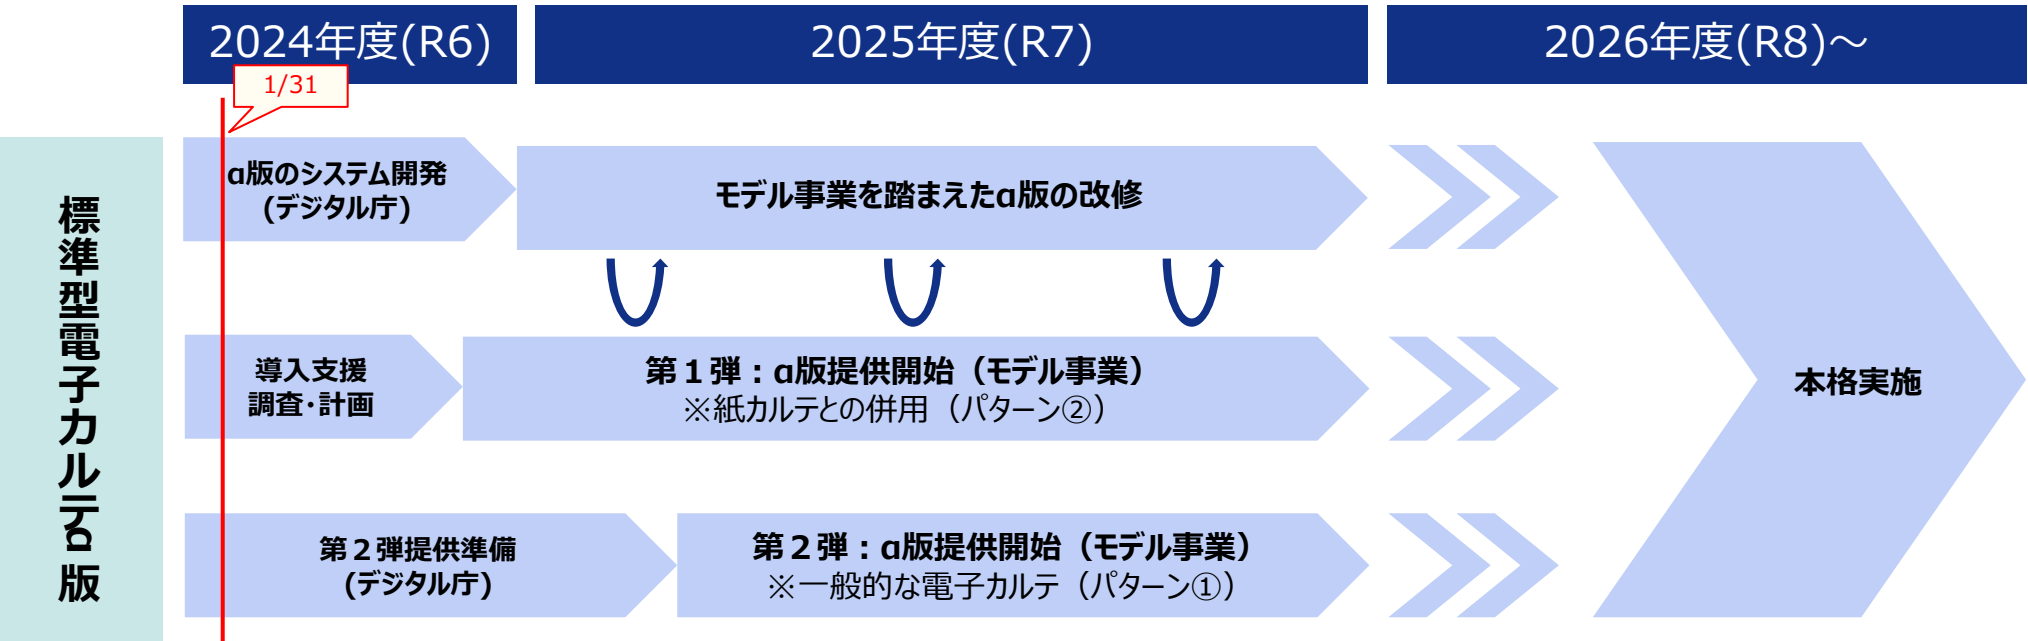 2024年度(R6)
2025年度(R7)
2026年度(R8)～
1/31
標準型電子カルテα版
α版のシステム開発
(デジタル庁)
モデル事業を踏まえたα版の改修
導入支援
調査･計画
第１弾：α版提供開始（モデル事業）
※紙カルテとの併用（パターン②）
本格実施
第２弾提供準備
(デジタル庁)
第２弾：α版提供開始（モデル事業）
※一般的な電子カルテ（パターン①）